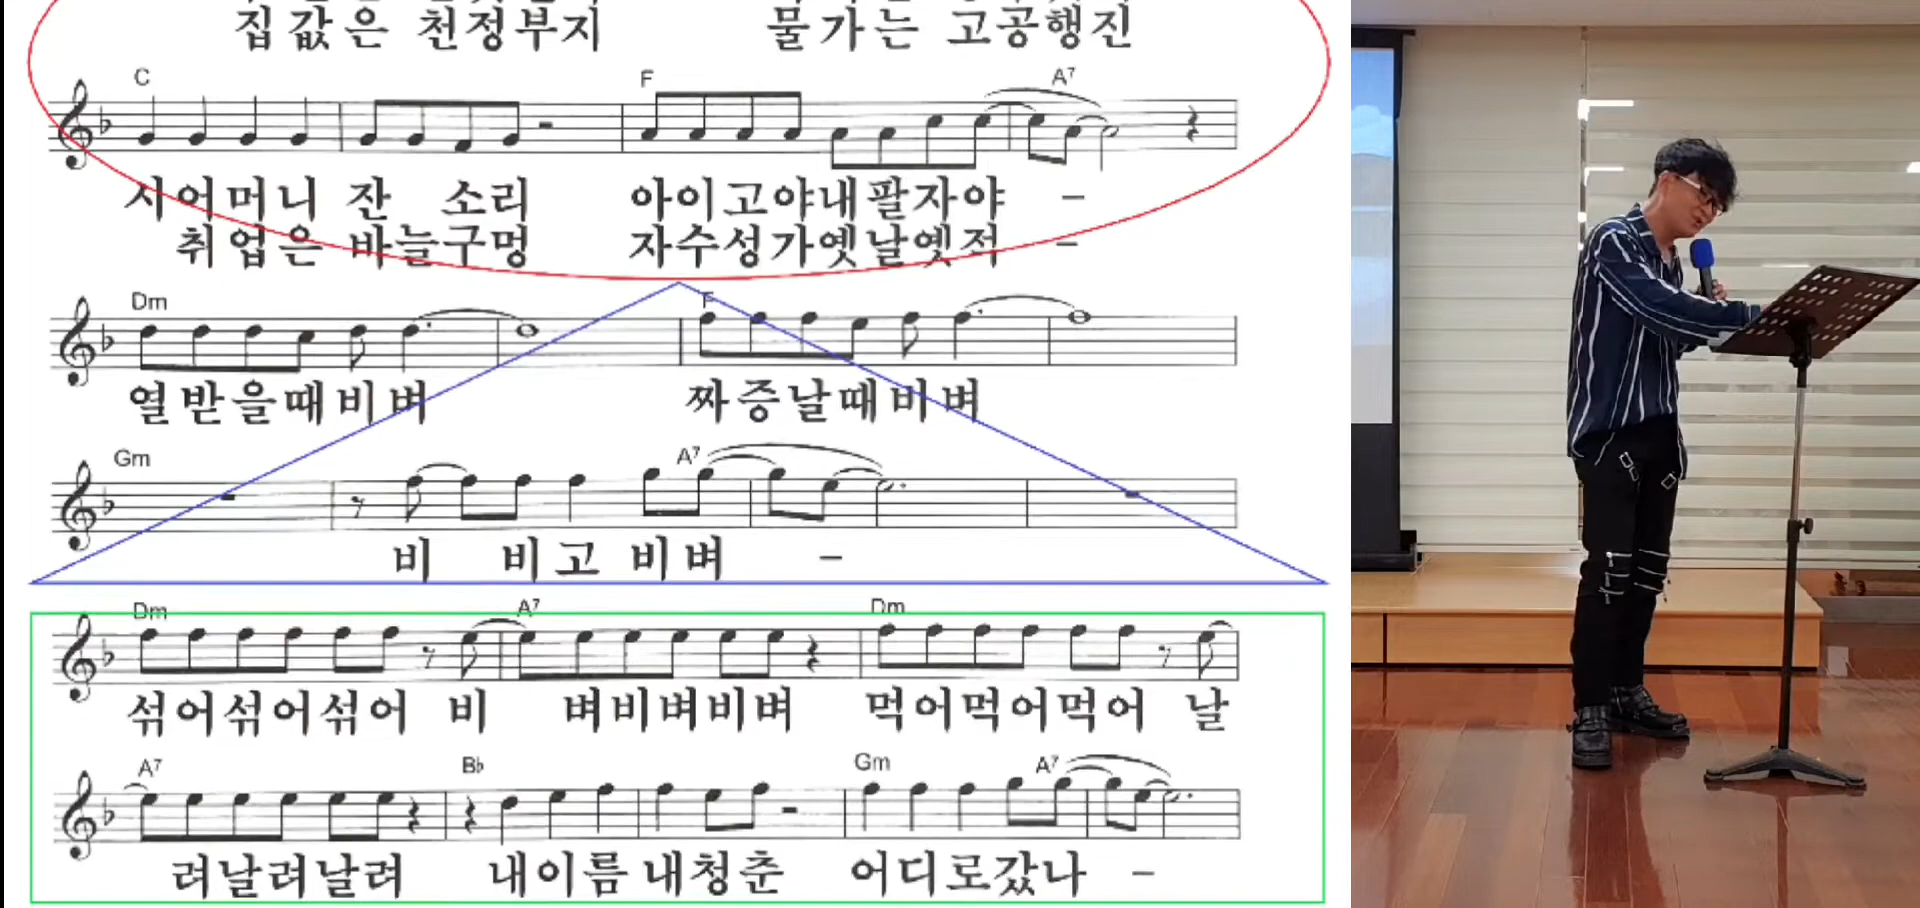 집값은 천정부지 물가는 고공행진
C F A7
시어머니 잔 소리 아이고야내팔자야 -
취업은 바늘구멍 자수성가옛날옛적 -
Dm F
열받을때비벼 짜증날때비벼
Gm A7
비 비고 비벼 -
Dm A7 Dm
섞어섞어섞어 비 벼비벼비벼 먹어먹어먹어 날
A7 B♭ Gm A7
려날려날려 내이름 내청춘 어디로갔나 -